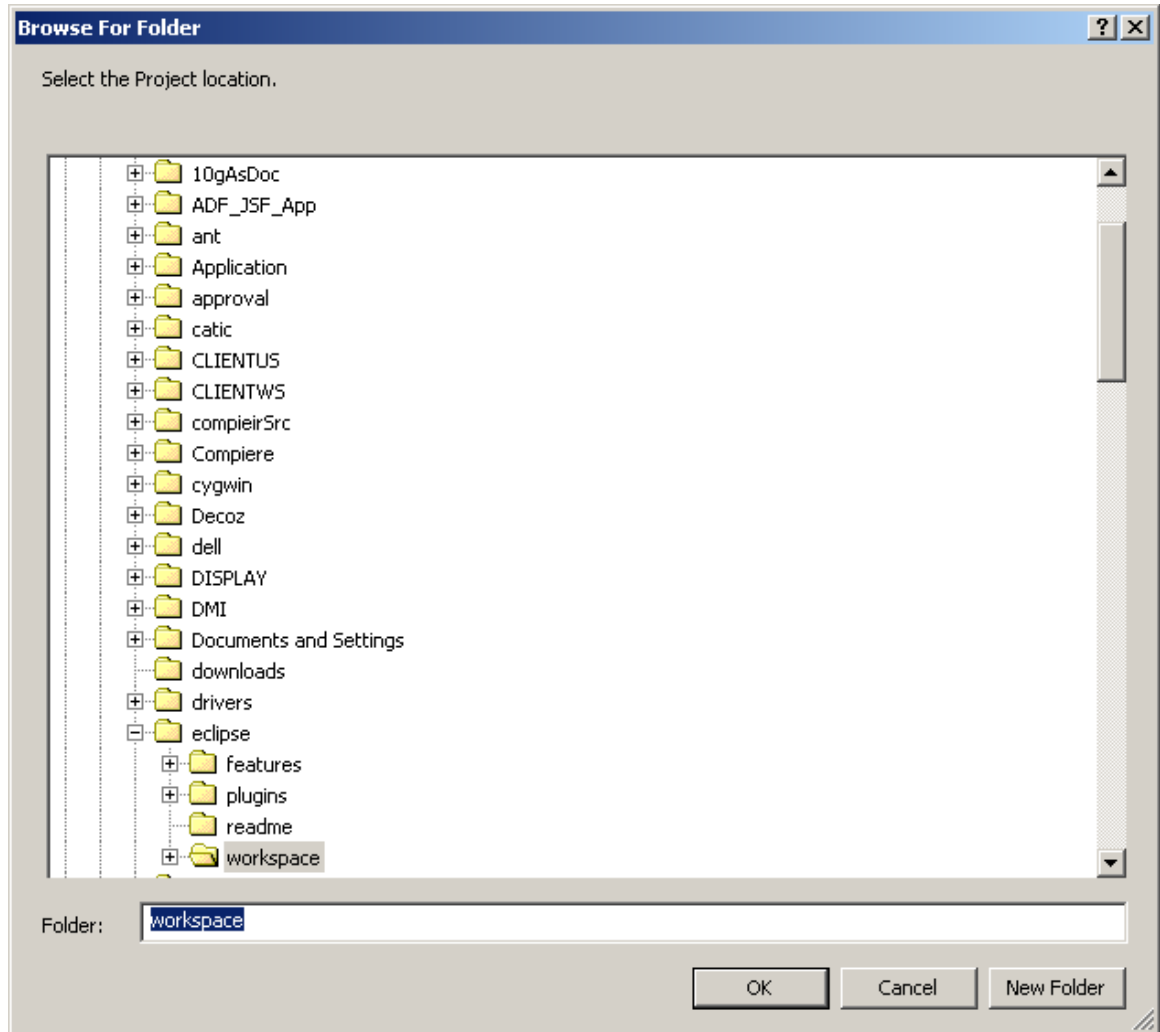 Browse For Folder
Select the Project location.
10gAsDoc
ADF_JSF_App
ant
Application
approval
catic
CLIENTUS
CLIENTWS
compieirSrc
Compiere
cygwin
Decoz
dell
DISPLAY
DMI
Documents and Settings
downloads
drivers
eclipse
features
plugins
readme
workspace
Folder: workspace
OK Cancel New Folder